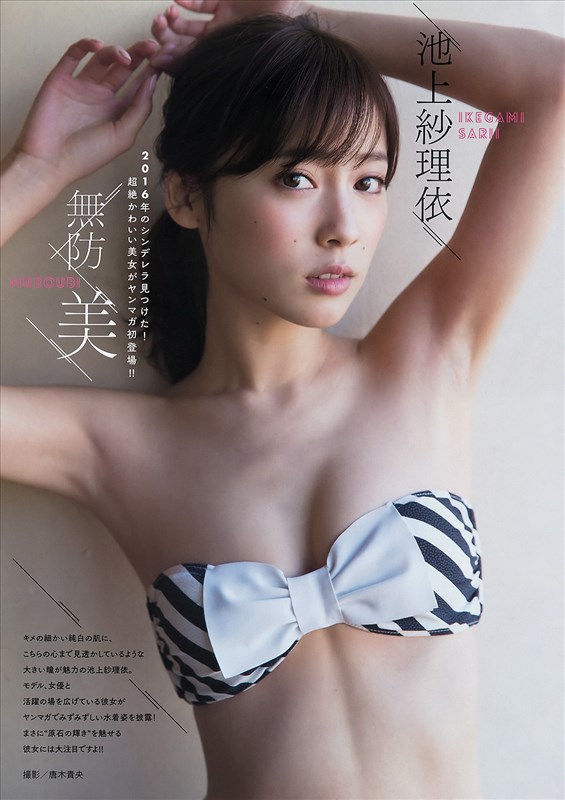 池上紗理依
IKEGAMI
SARII
2016年のシンデレラ見つけた！
超絶かわいい美女がヤンマガ初登場!!
無防美
MUBOUBI
キメの細かい純白の肌に、
こちらの心まで見透かしているような
大きい瞳が魅力の池上紗理依。
モデル、女優と
活躍の場を広げている彼女が
ヤンマガでみずみずしい水着姿を披露！
まさに“原石の輝き”を魅せる
彼女には大注目ですよ!!
撮影／唐木貴央